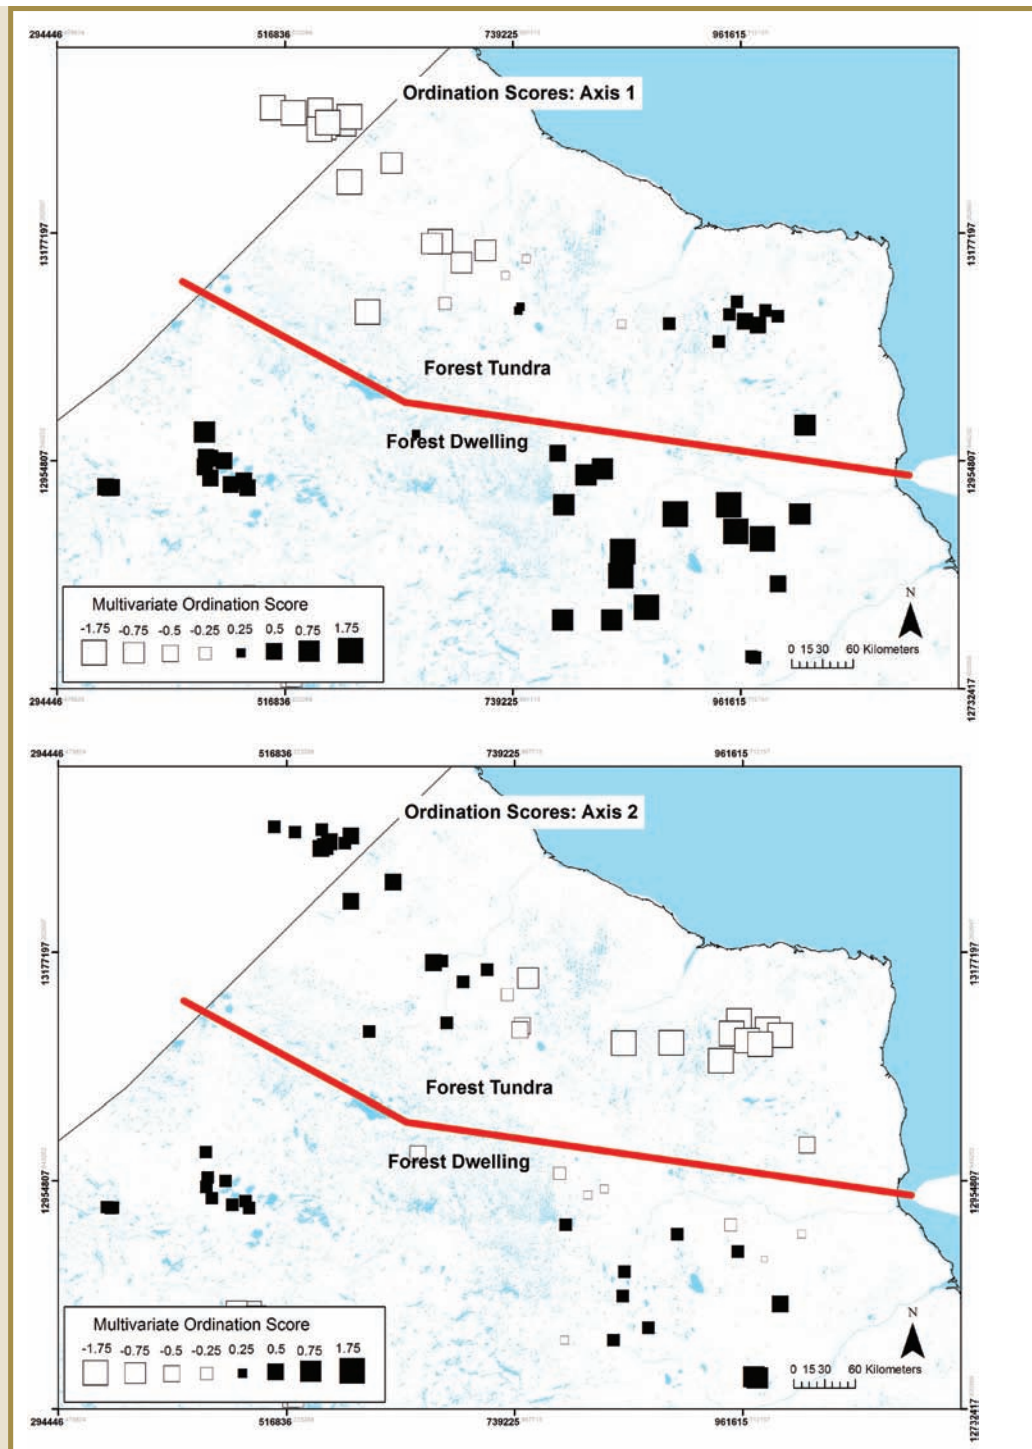 294446 516836 739225 961615
Ordination Scores: Axis 1
13177197 13177197
Forest Tundra
Forest Dwelling
12954807 12954807
Multivariate Ordination Score
-1.75 -0.75 -0.5 -0.25 0.25 0.5 0.75 1.75
N
0 15 30 60 Kilometers
12732417
294446 516836 739225 961615
294446 516836 739225 961615
Ordination Scores: Axis 2
13177197 13177197
Forest Tundra
Forest Dwelling
12954807 12954807
Multivariate Ordination Score
-1.75 -0.75 -0.5 -0.25 0.25 0.5 0.75 1.75
N
0 15 30 60 Kilometers
12732417
294446 516836 739225 961615